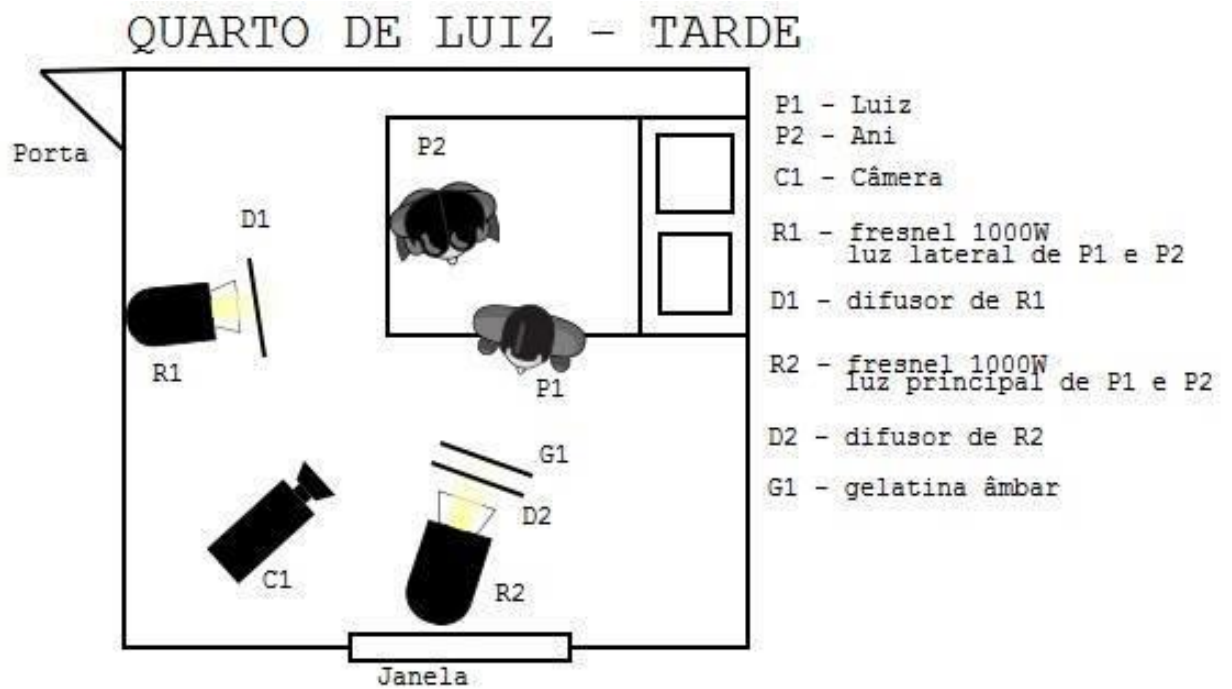 QUARTO DE LUIZ - TARDE
Porta
P2
D1
R1
P1
G1
D2
C1
R2
Janela
P1 - Luiz
P2 - Ani
C1 - Câmera
R1 - fresnel 1000W
luz lateral de P1 e P2
D1 - difusor de R1
R2 - fresnel 1000W
luz principal de P1 e P2
D2 - difusor de R2
G1 - gelatina âmbar